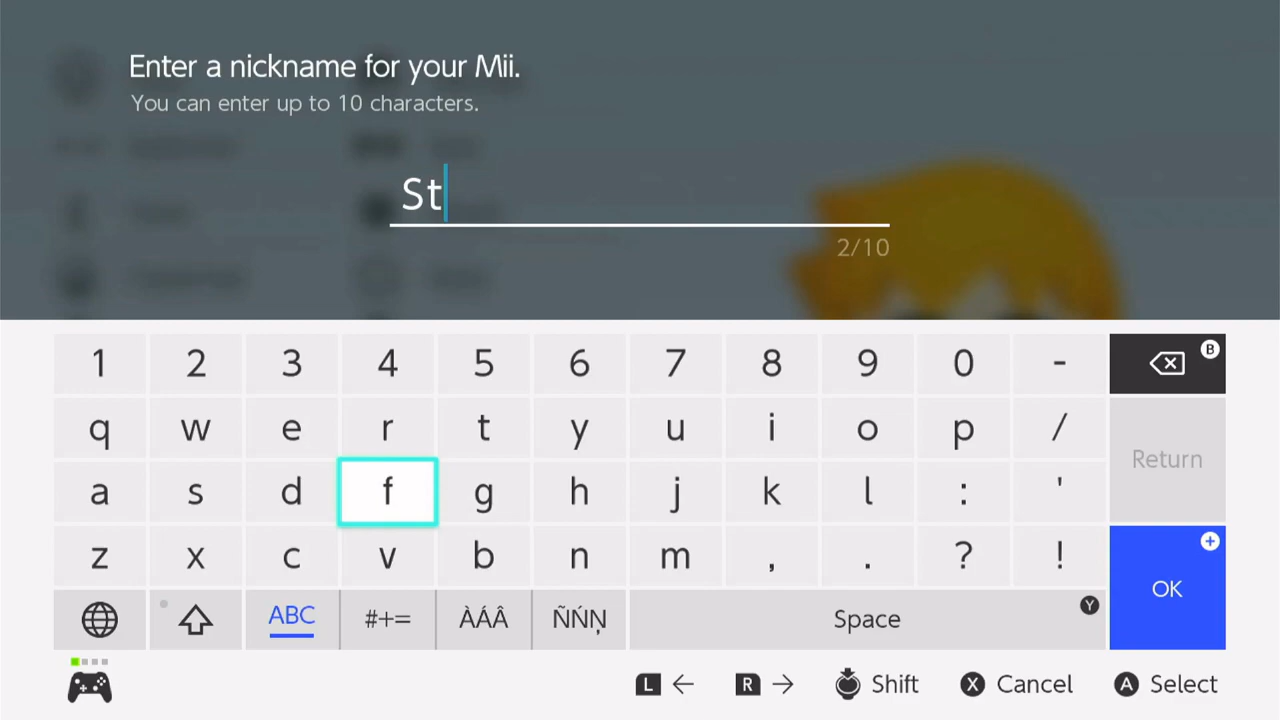 Enter a nickname for your Mii.
You can enter up to 10 characters.
St
2/10
1 2 3 4 5 6 7 8 9 0 - B
q w e r t y u i o p / Return
a s d f g h j k l : '
z x c v b n m , . ? ! + OK
ABC #+= ÀÁÂ ÑŃŅ Space Y
L ← R → Shift X Cancel A Select